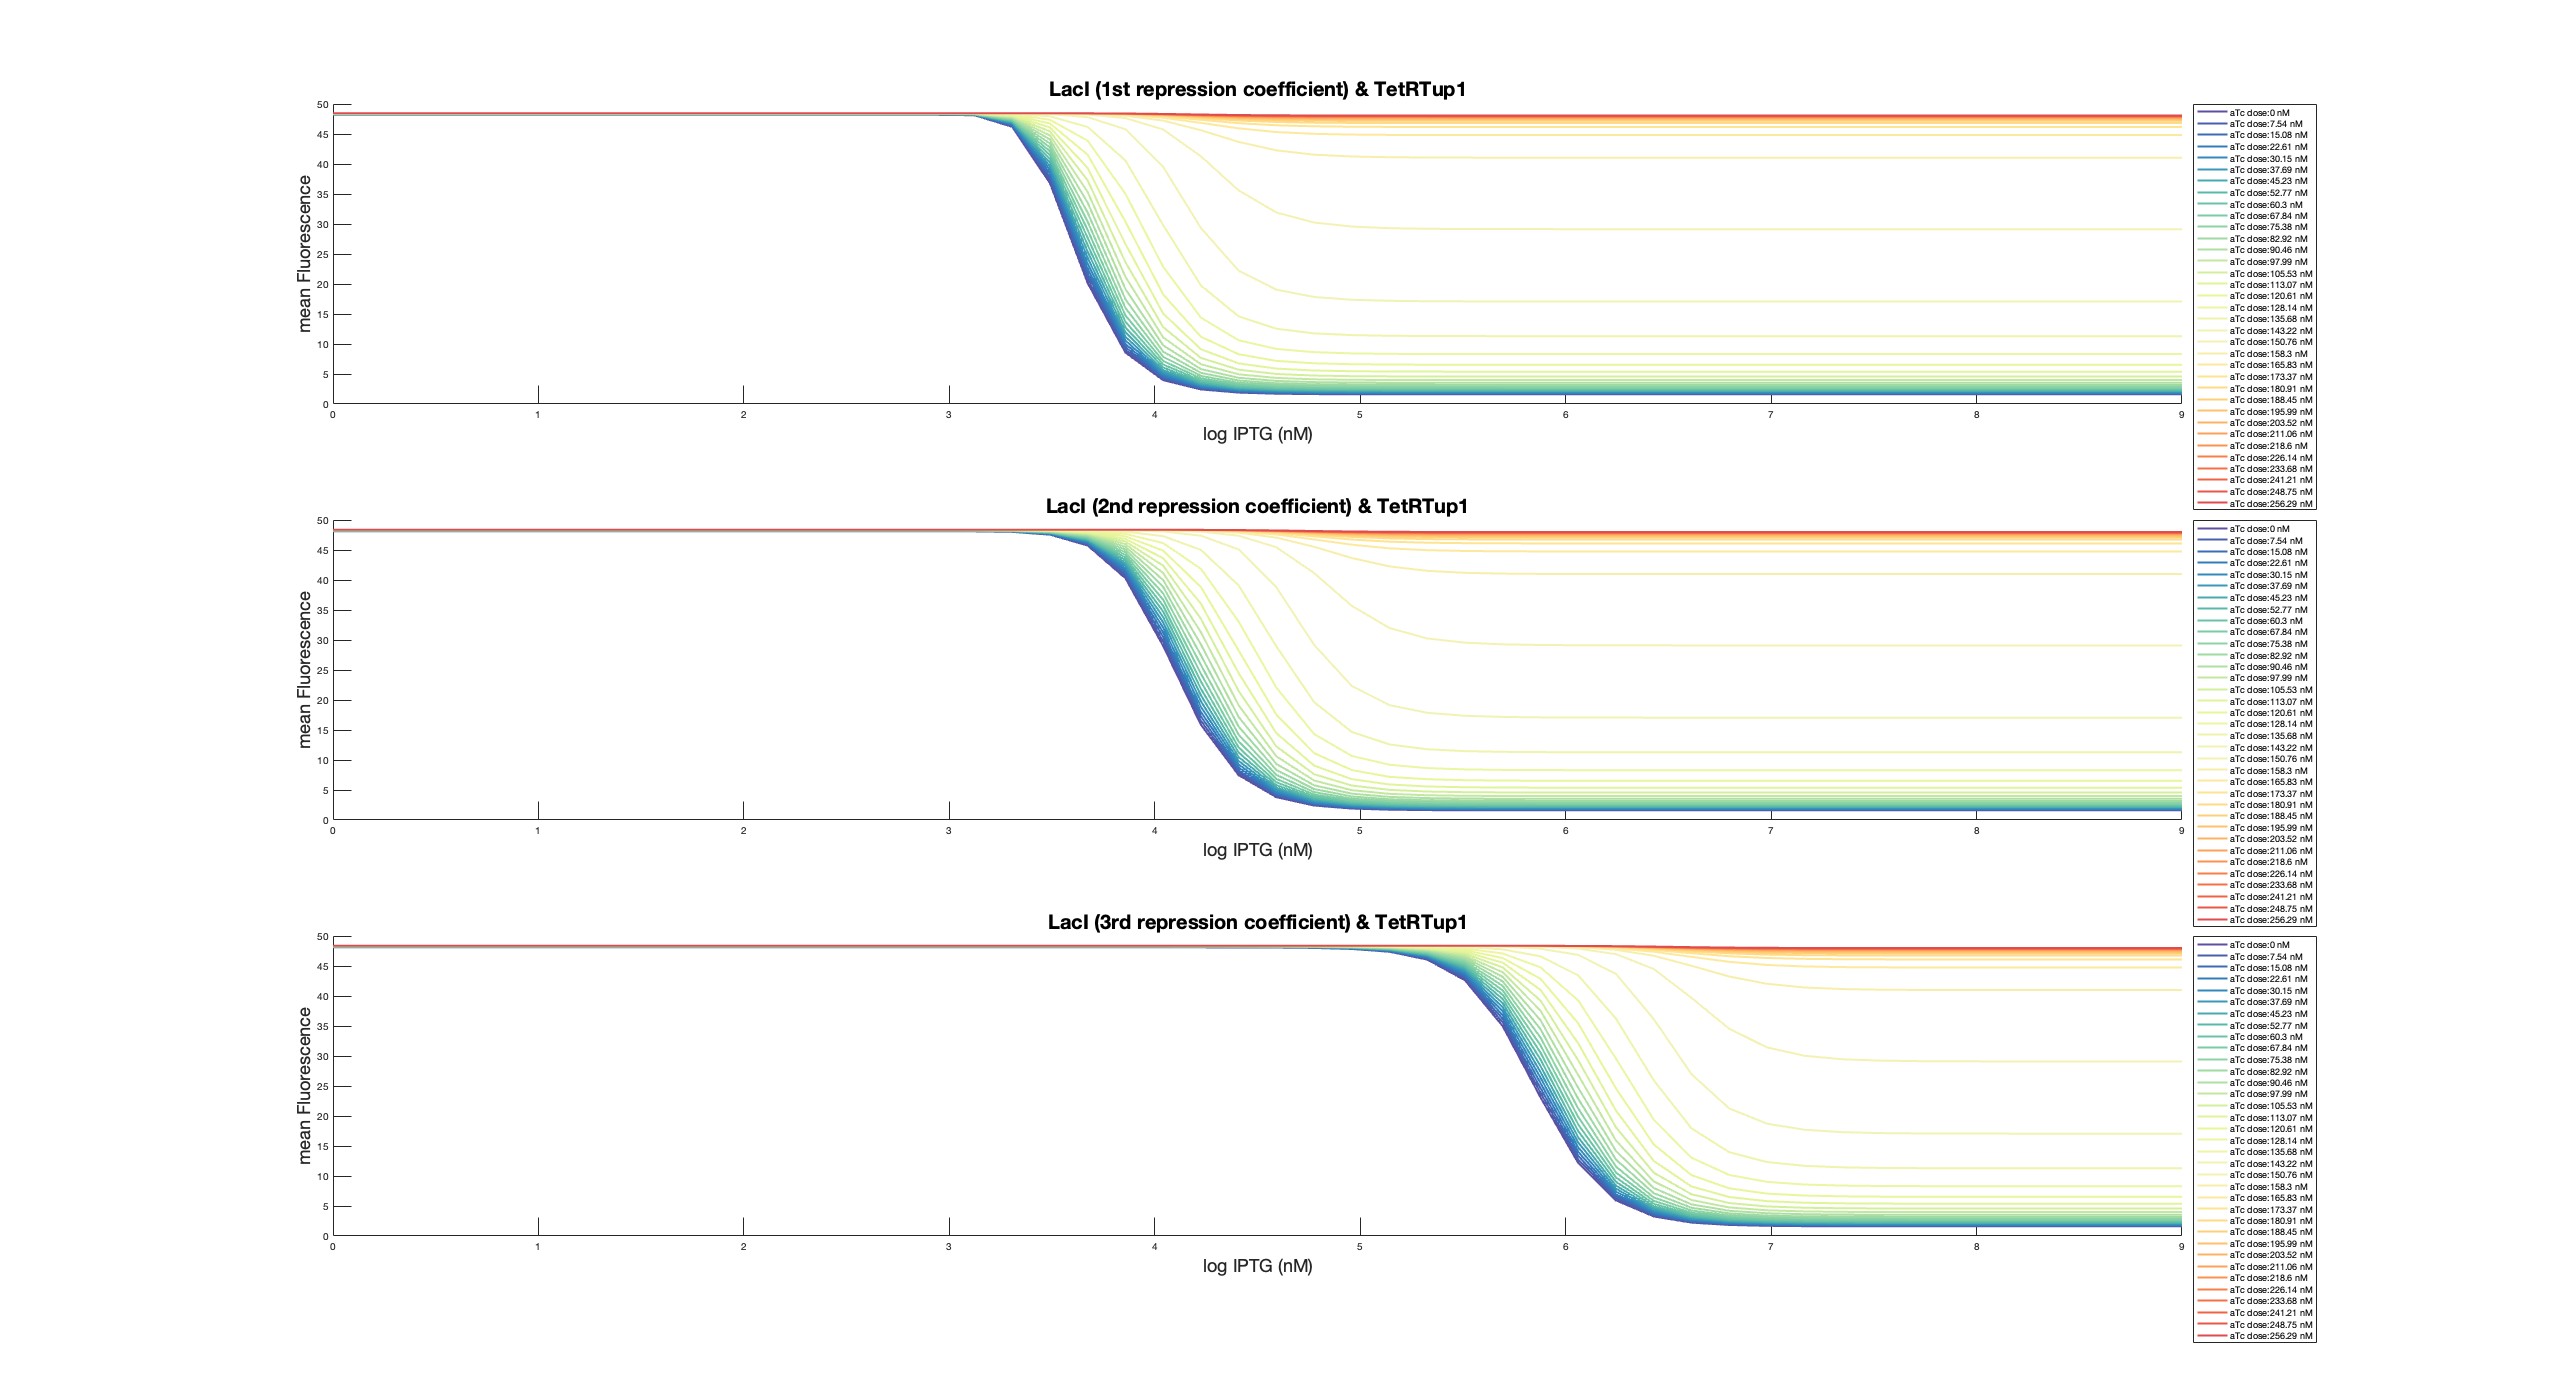 LacI (1st repression coefficient) & TetRTup1
mean Fluorescence
50
45
40
35
30
25
20
15
10
5
0
0 1 2 3 4 5 6 7 8 9
log IPTG (nM)
aTc dose:0 nM
aTc dose:7.54 nM
aTc dose:15.08 nM
aTc dose:22.61 nM
aTc dose:30.15 nM
aTc dose:37.69 nM
aTc dose:45.23 nM
aTc dose:52.77 nM
aTc dose:60.3 nM
aTc dose:67.84 nM
aTc dose:75.38 nM
aTc dose:82.92 nM
aTc dose:90.46 nM
aTc dose:97.99 nM
aTc dose:105.53 nM
aTc dose:113.07 nM
aTc dose:120.61 nM
aTc dose:128.14 nM
aTc dose:135.68 nM
aTc dose:143.22 nM
aTc dose:150.76 nM
aTc dose:158.3 nM
aTc dose:165.83 nM
aTc dose:173.37 nM
aTc dose:180.91 nM
aTc dose:188.45 nM
aTc dose:195.99 nM
aTc dose:203.52 nM
aTc dose:211.06 nM
aTc dose:218.6 nM
aTc dose:226.14 nM
aTc dose:233.68 nM
aTc dose:241.21 nM
aTc dose:248.75 nM
aTc dose:256.29 nM
LacI (2nd repression coefficient) & TetRTup1
mean Fluorescence
50
45
40
35
30
25
20
15
10
5
0
0 1 2 3 4 5 6 7 8 9
log IPTG (nM)
aTc dose:0 nM
aTc dose:7.54 nM
aTc dose:15.08 nM
aTc dose:22.61 nM
aTc dose:30.15 nM
aTc dose:37.69 nM
aTc dose:45.23 nM
aTc dose:52.77 nM
aTc dose:60.3 nM
aTc dose:67.84 nM
aTc dose:75.38 nM
aTc dose:82.92 nM
aTc dose:90.46 nM
aTc dose:97.99 nM
aTc dose:105.53 nM
aTc dose:113.07 nM
aTc dose:120.61 nM
aTc dose:128.14 nM
aTc dose:135.68 nM
aTc dose:143.22 nM
aTc dose:150.76 nM
aTc dose:158.3 nM
aTc dose:165.83 nM
aTc dose:173.37 nM
aTc dose:180.91 nM
aTc dose:188.45 nM
aTc dose:195.99 nM
aTc dose:203.52 nM
aTc dose:211.06 nM
aTc dose:218.6 nM
aTc dose:226.14 nM
aTc dose:233.68 nM
aTc dose:241.21 nM
aTc dose:248.75 nM
aTc dose:256.29 nM
LacI (3rd repression coefficient) & TetRTup1
mean Fluorescence
50
45
40
35
30
25
20
15
10
5
0
0 1 2 3 4 5 6 7 8 9
log IPTG (nM)
aTc dose:0 nM
aTc dose:7.54 nM
aTc dose:15.08 nM
aTc dose:22.61 nM
aTc dose:30.15 nM
aTc dose:37.69 nM
aTc dose:45.23 nM
aTc dose:52.77 nM
aTc dose:60.3 nM
aTc dose:67.84 nM
aTc dose:75.38 nM
aTc dose:82.92 nM
aTc dose:90.46 nM
aTc dose:97.99 nM
aTc dose:105.53 nM
aTc dose:113.07 nM
aTc dose:120.61 nM
aTc dose:128.14 nM
aTc dose:135.68 nM
aTc dose:143.22 nM
aTc dose:150.76 nM
aTc dose:158.3 nM
aTc dose:165.83 nM
aTc dose:173.37 nM
aTc dose:180.91 nM
aTc dose:188.45 nM
aTc dose:195.99 nM
aTc dose:203.52 nM
aTc dose:211.06 nM
aTc dose:218.6 nM
aTc dose:226.14 nM
aTc dose:233.68 nM
aTc dose:241.21 nM
aTc dose:248.75 nM
aTc dose:256.29 nM